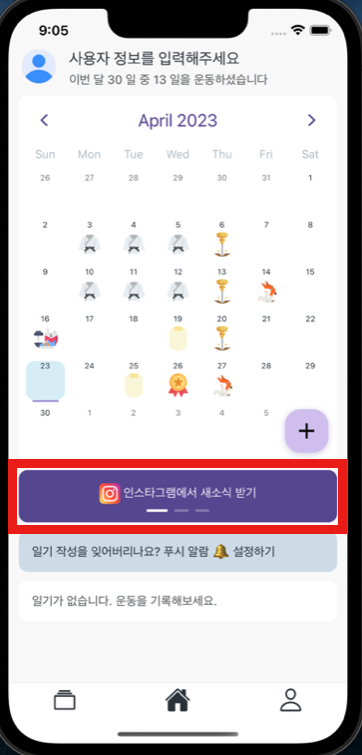 9:05
사용자 정보를 입력해주세요
이번 달 30 일 중 13 일을 운동하셨습니다
April 2023
Sun Mon Tue Wed Thu Fri Sat
26 27 28 29 30 31 1
2 3 4 5 6 7 8
9 10 11 12 13 14 15
16 17 18 19 20 21 22
23 24 25 26 27 28 29
30 1 2 3 4 5
+
인스타그램에서 새소식 받기
일기 작성을 잊어버리나요? 푸시 알람 🔔 설정하기
일기가 없습니다. 운동을 기록해보세요.